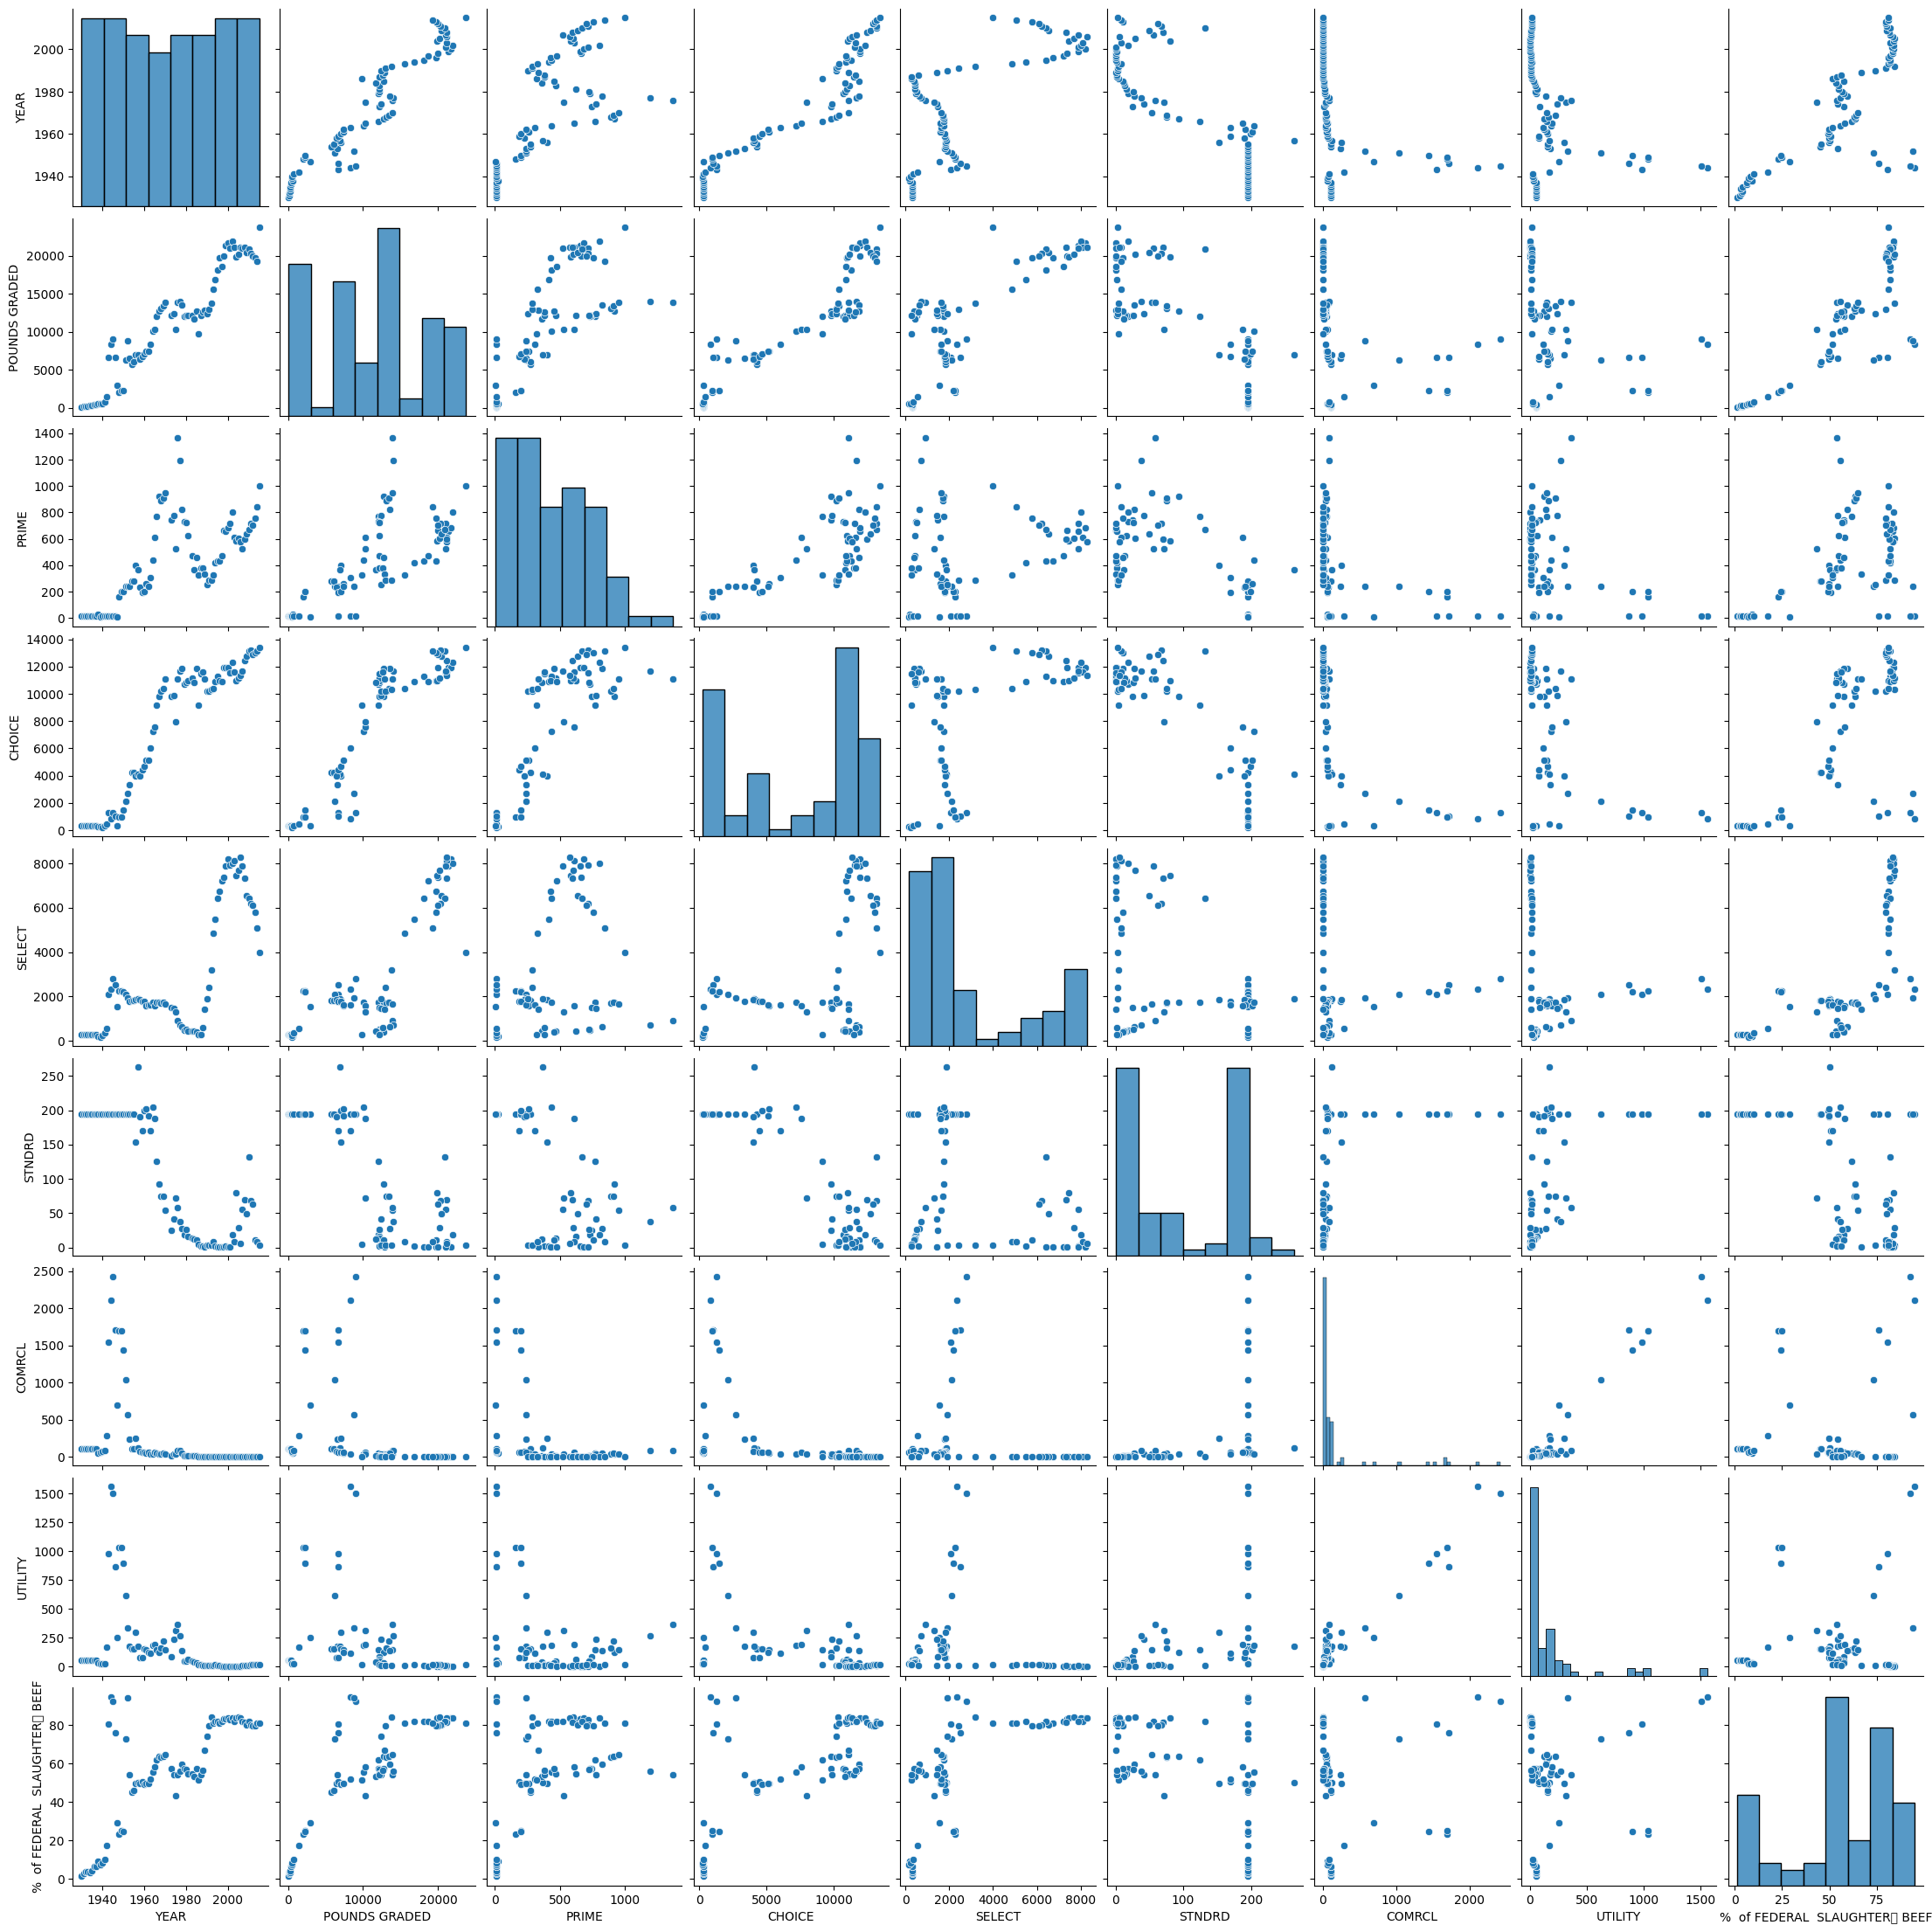 2000
1980
1960
1940
YEAR
20000
15000
10000
5000
0
POUNDS GRADED
1400
1200
1000
800
600
400
200
0
PRIME
14000
12000
10000
8000
6000
4000
2000
0
CHOICE
8000
6000
4000
2000
0
SELECT
250
200
150
100
50
0
STNDRD
2500
2000
1500
1000
500
0
COMRCL
1500
1250
1000
750
500
250
0
UTILITY
80
60
40
20
0
% of FEDERAL SLAUGHTER▯ BEEF
1940 1960 1980 2000
YEAR
0 10000 20000
POUNDS GRADED
0 500 1000
PRIME
0 5000 10000
CHOICE
0 2000 4000 6000 8000
SELECT
0 100 200
STNDRD
0 1000 2000
COMRCL
0 500 1000 1500
UTILITY
0 25 50 75
% of FEDERAL SLAUGHTER▯ BEEF